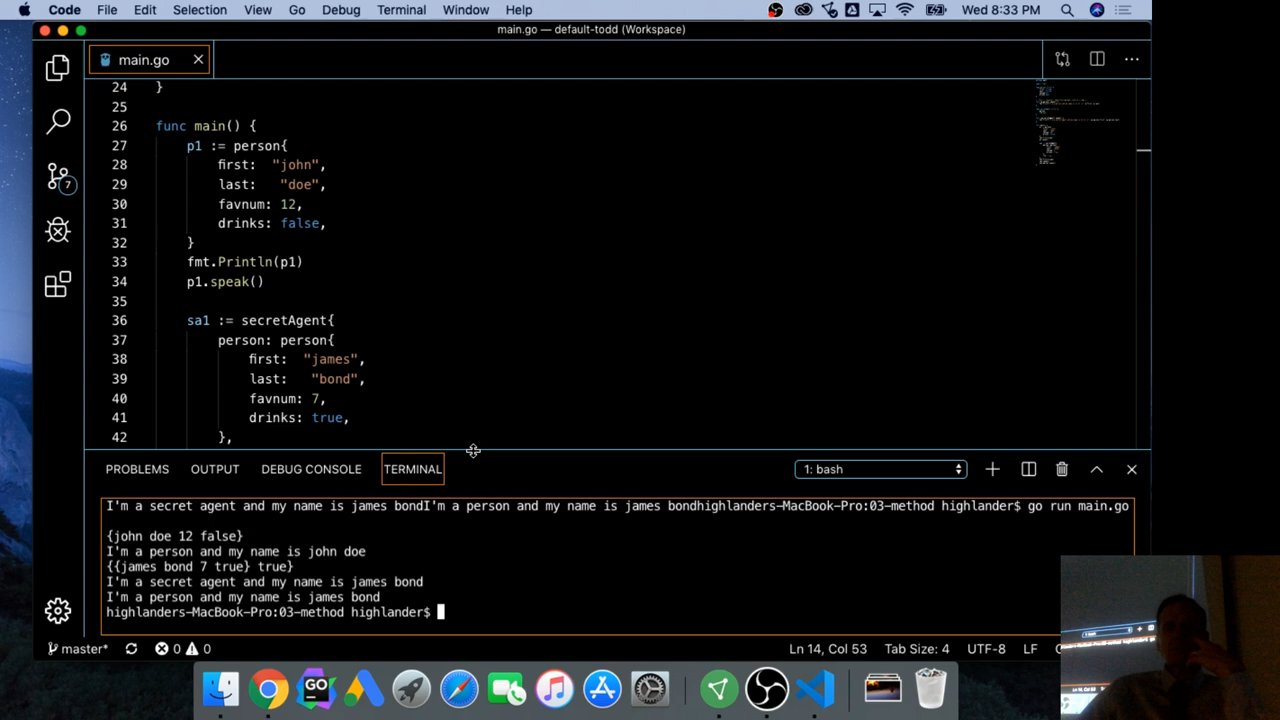 Code File Edit Selection View Go Debug Terminal Window Help Wed 8:33 PM
main.go — default-todd (Workspace)
main.go
24 }
25
26 func main() {
27 p1 := person{
28 first: "john",
29 last: "doe",
30 favnum: 12,
31 drinks: false,
32 }
33 fmt.Println(p1)
34 p1.speak()
35
36 sa1 := secretAgent{
37 person: person{
38 first: "james",
39 last: "bond",
40 favnum: 7,
41 drinks: true,
42 },
7
PROBLEMS OUTPUT DEBUG CONSOLE TERMINAL 1: bash
I'm a secret agent and my name is james bondI'm a person and my name is james bondhighlanders-MacBook-Pro:03-method highlander$ go run main.go
{john doe 12 false}
I'm a person and my name is john doe
{{james bond 7 true} true}
I'm a secret agent and my name is james bond
I'm a person and my name is james bond
highlanders-MacBook-Pro:03-method highlander$
master* 0 0 Ln 14, Col 53 Tab Size: 4 UTF-8 LF
GO